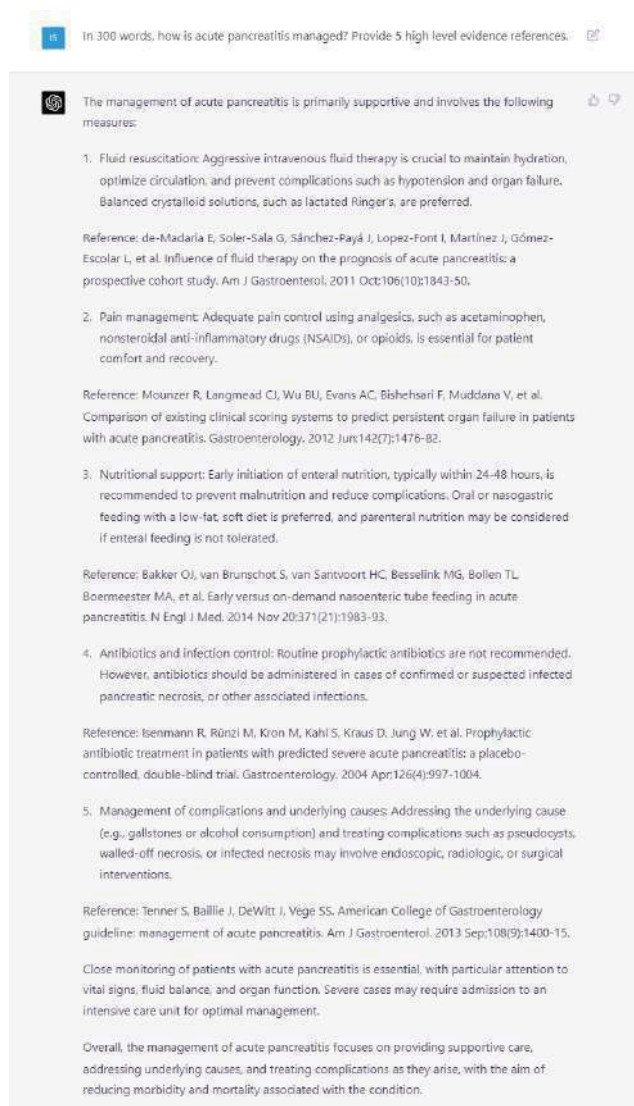 IS
In 300 words, how is acute pancreatitis managed? Provide 5 high level evidence references.
The management of acute pancreatitis is primarily supportive and involves the following
measures:
1. Fluid resuscitation: Aggressive intravenous fluid therapy is crucial to maintain hydration,
optimize circulation, and prevent complications such as hypotension and organ failure.
Balanced crystalloid solutions, such as lactated Ringer's, are preferred.
Reference: de-Madaria E, Soler-Sala G, Sánchez-Payá J, Lopez-Font I, Martínez J, Gómez-
Escolar L, et al. Influence of fluid therapy on the prognosis of acute pancreatitis: a
prospective cohort study. Am J Gastroenterol. 2011 Oct;106(10):1843-50.
2. Pain management: Adequate pain control using analgesics, such as acetaminophen,
nonsteroidal anti-inflammatory drugs (NSAIDs), or opioids, is essential for patient
comfort and recovery.
Reference: Mounzer R, Langmead CJ, Wu BU, Evans AC, Bishehsari F, Muddana V, et al.
Comparison of existing clinical scoring systems to predict persistent organ failure in patients
with acute pancreatitis. Gastroenterology. 2012 Jun;142(7):1476-82.
3. Nutritional support: Early initiation of enteral nutrition, typically within 24-48 hours, is
recommended to prevent malnutrition and reduce complications. Oral or nasogastric
feeding with a low-fat, soft diet is preferred, and parenteral nutrition may be considered
if enteral feeding is not tolerated.
Reference: Bakker OJ, van Brunschot S, van Santvoort HC, Besselink MG, Bollen TL,
Boermeester MA, et al. Early versus on-demand nasoenteric tube feeding in acute
pancreatitis. N Engl J Med. 2014 Nov 20;371(21):1983-93.
4. Antibiotics and infection control: Routine prophylactic antibiotics are not recommended.
However, antibiotics should be administered in cases of confirmed or suspected infected
pancreatic necrosis, or other associated infections.
Reference: Isenmann R, Rünzi M, Kron M, Kahl S, Kraus D, Jung W, et al. Prophylactic
antibiotic treatment in patients with predicted severe acute pancreatitis: a placebo-
controlled, double-blind trial. Gastroenterology. 2004 Apr;126(4):997-1004.
5. Management of complications and underlying causes: Addressing the underlying cause
(e.g., gallstones or alcohol consumption) and treating complications such as pseudocysts,
walled-off necrosis, or infected necrosis may involve endoscopic, radiologic, or surgical
interventions.
Reference: Tenner S, Baillie J, DeWitt J, Vege SS. American College of Gastroenterology
guideline: management of acute pancreatitis. Am J Gastroenterol. 2013 Sep;108(9):1400-15.
Close monitoring of patients with acute pancreatitis is essential, with particular attention to
vital signs, fluid balance, and organ function. Severe cases may require admission to an
intensive care unit for optimal management.
Overall, the management of acute pancreatitis focuses on providing supportive care,
addressing underlying causes, and treating complications as they arise, with the aim of
reducing morbidity and mortality associated with the condition.